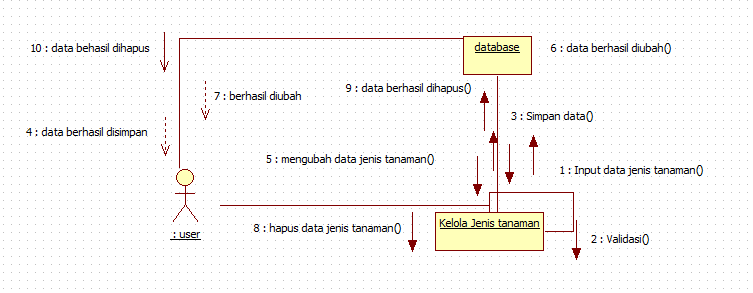 10 : data behasil dihapus
database
6 : data berhasil diubah()
7 : berhasil diubah
9 : data berhasil dihapus()
3 : Simpan data()
4 : data berhasil disimpan
5 : mengubah data jenis tanaman()
1 : Input data jenis tanaman()
: user
8 : hapus data jenis tanaman()
Kelola Jenis tanaman
2 : Validasi()